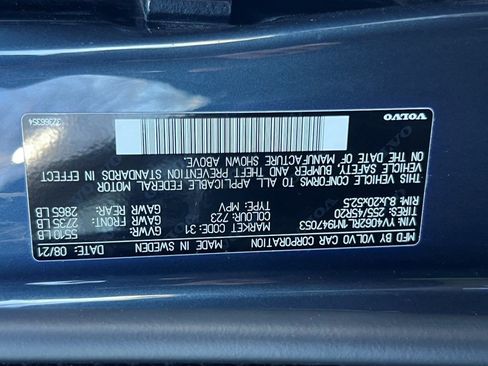 MFD BY VOLVO CAR CORPORATION MADE IN SWEDEN 08/21
VIN: YV4062RL1N1947053 MARKET CODE: 31 GVWR: 5510 LB
TIRES: 255/45R20 COLOUR: 723 GAWR FRONT: 2735 LB
RIM: 8Jx20x52.5 TYPE: MPV GAWR REAR: 2865 LB
THIS VEHICLE CONFORMS TO ALL APPLICABLE FEDERAL MOTOR
VEHICLE SAFETY, BUMPER AND THEFT PREVENTION STANDARDS IN EFFECT
ON THE DATE OF MANUFACTURE SHOWN ABOVE.
VOLVO 32366354